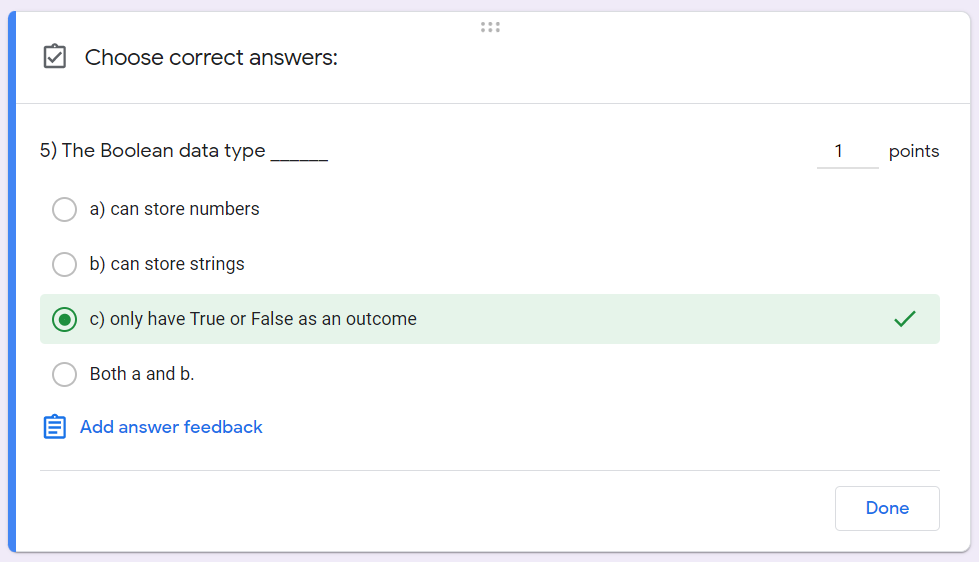 Choose correct answers:
5) The Boolean data type ______
1 points
a) can store numbers
b) can store strings
c) only have True or False as an outcome
Both a and b.
Add answer feedback
Done